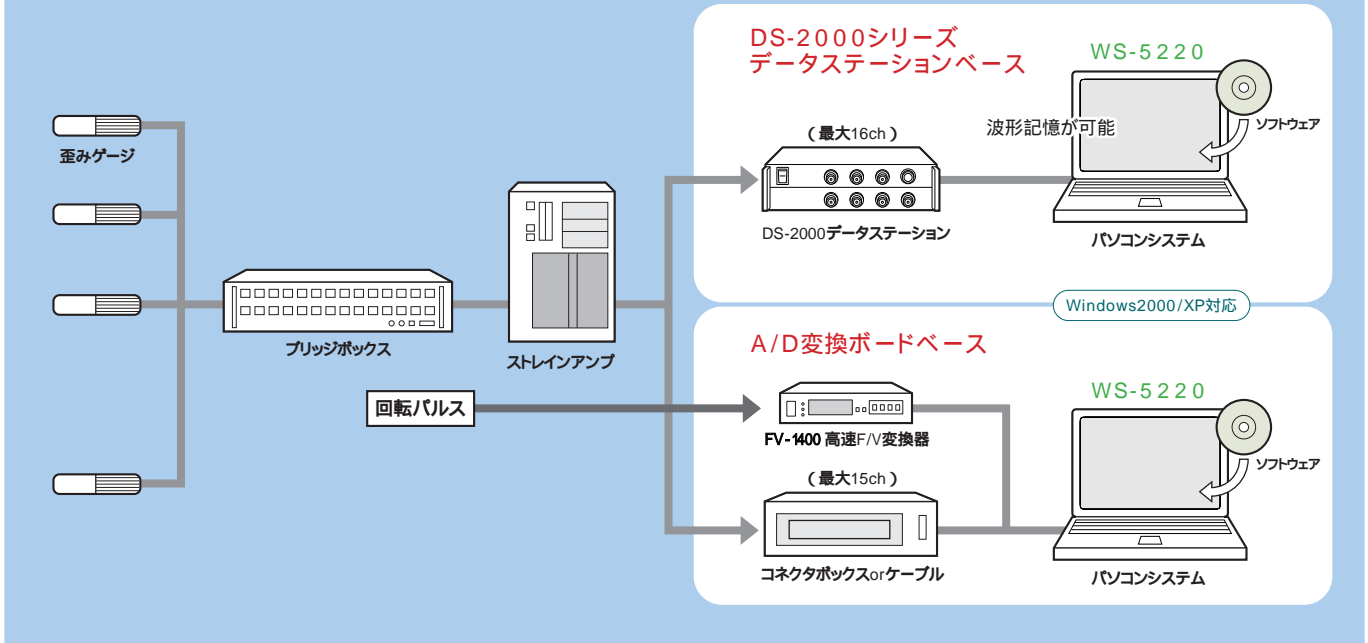 歪みゲージ
ブリッジボックス
ストレインアンプ
回転パルス
DS-2000シリーズ
データステーションベース
WS-5220
(最大16ch)
波形記憶が可能
ソフトウェア
DS-2000データステーション
パソコンシステム
Windows2000/XP対応
A/D変換ボードベース
WS-5220
FV-1400 高速F/V変換器
ソフトウェア
(最大15ch)
コネクタボックスorケーブル
パソコンシステム